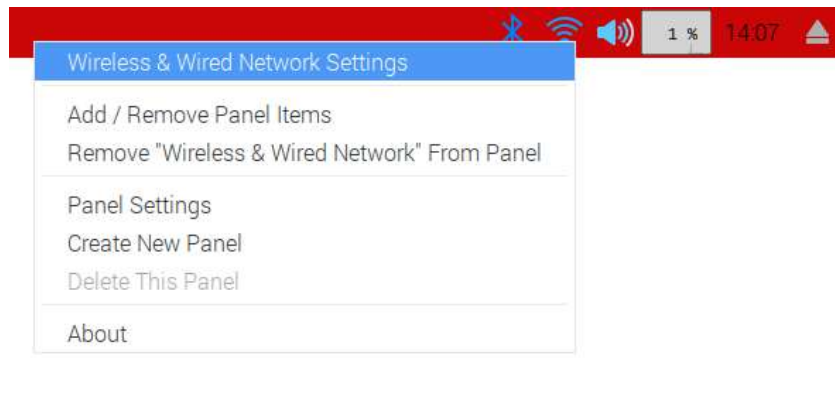 1 % 14:07
Wireless & Wired Network Settings
Add / Remove Panel Items
Remove "Wireless & Wired Network" From Panel
Panel Settings
Create New Panel
Delete This Panel
About